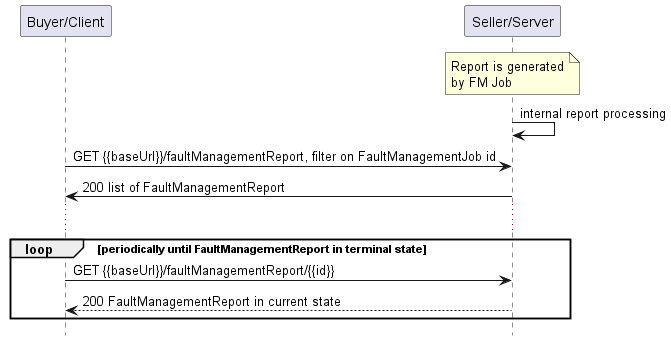 Buyer/Client
Seller/Server
Report is generated
by FM Job
internal report processing
GET {{baseUrl}}/faultManagementReport, filter on FaultManagementJob id
200 list of FaultManagementReport
loop
[periodically until FaultManagementReport in terminal state]
GET {{baseUrl}}/faultManagementReport/{{id}}
200 FaultManagementReport in current state